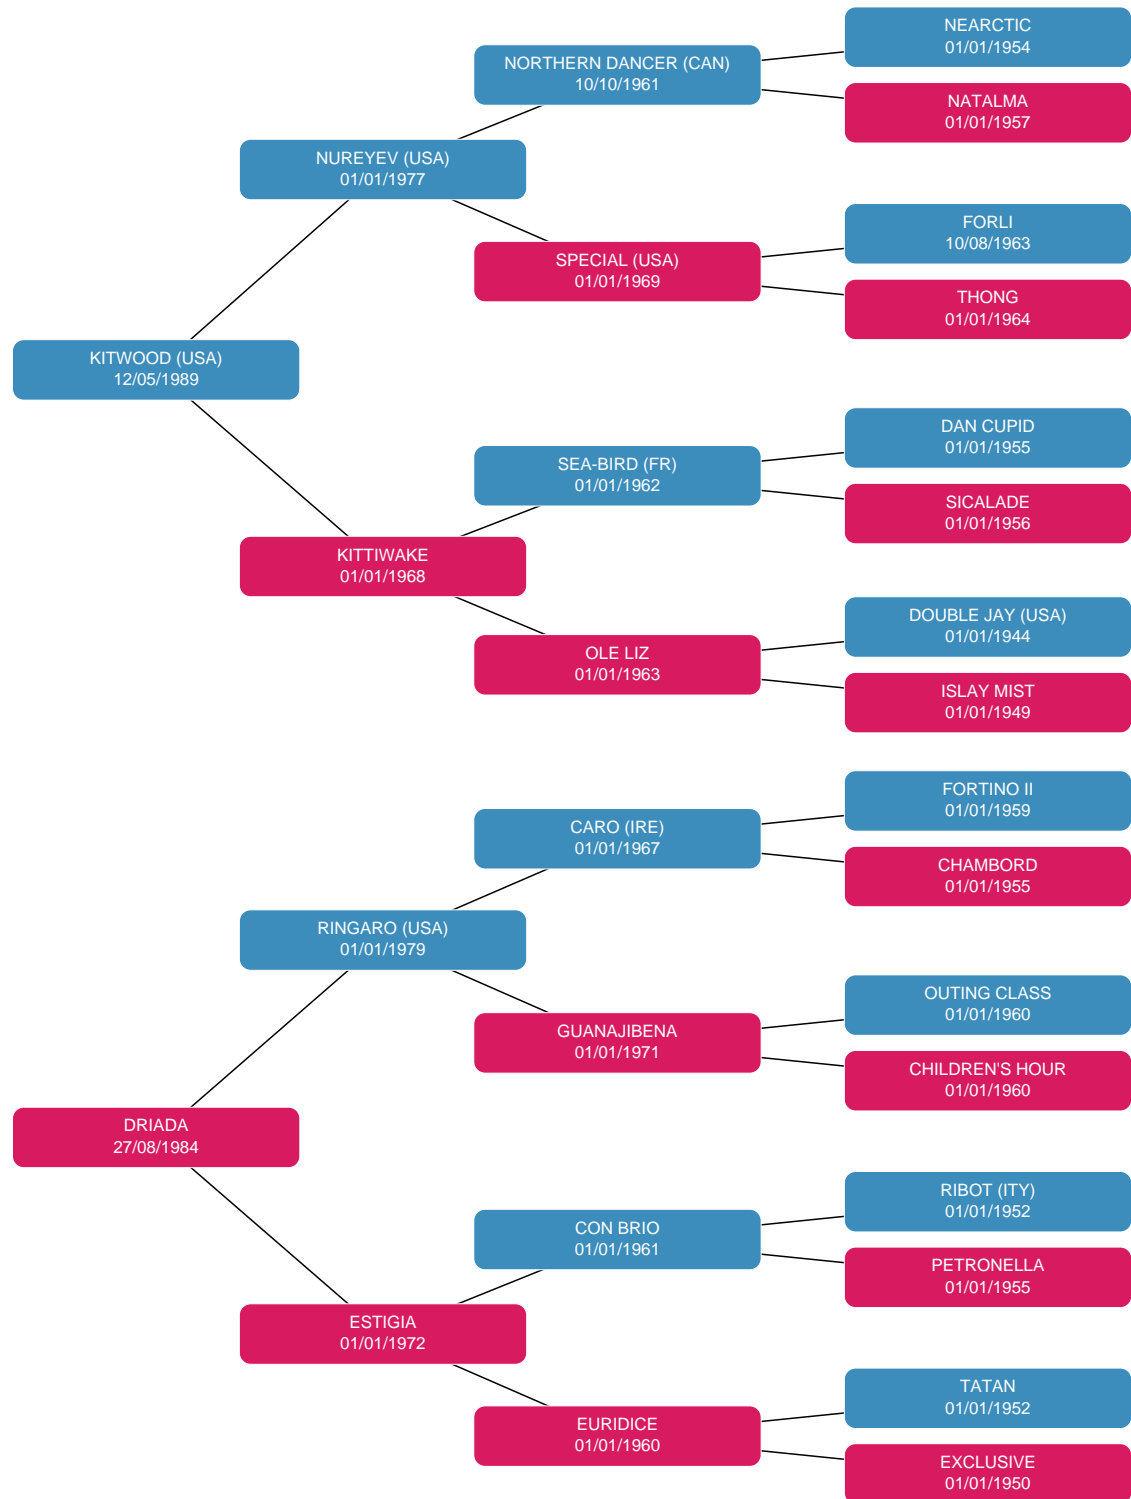 NEARCTIC
01/01/1954
NORTHERN DANCER (CAN)
10/10/1961
NATALMA
01/01/1957
NUREYEV (USA)
01/01/1977
FORLI
10/08/1963
SPECIAL (USA)
01/01/1969
THONG
01/01/1964
KITWOOD (USA)
12/05/1989
DAN CUPID
01/01/1955
SEA-BIRD (FR)
01/01/1962
SICALADE
01/01/1956
KITTIWAKE
01/01/1968
DOUBLE JAY (USA)
01/01/1944
OLE LIZ
01/01/1963
ISLAY MIST
01/01/1949
FORTINO II
01/01/1959
CARO (IRE)
01/01/1967
CHAMBORD
01/01/1955
RINGARO (USA)
01/01/1979
OUTING CLASS
01/01/1960
GUANAJIBENA
01/01/1971
CHILDREN'S HOUR
01/01/1960
DRIADA
27/08/1984
RIBOT (ITY)
01/01/1952
CON BRIO
01/01/1961
PETRONELLA
01/01/1955
ESTIGIA
01/01/1972
TATAN
01/01/1952
EURIDICE
01/01/1960
EXCLUSIVE
01/01/1950